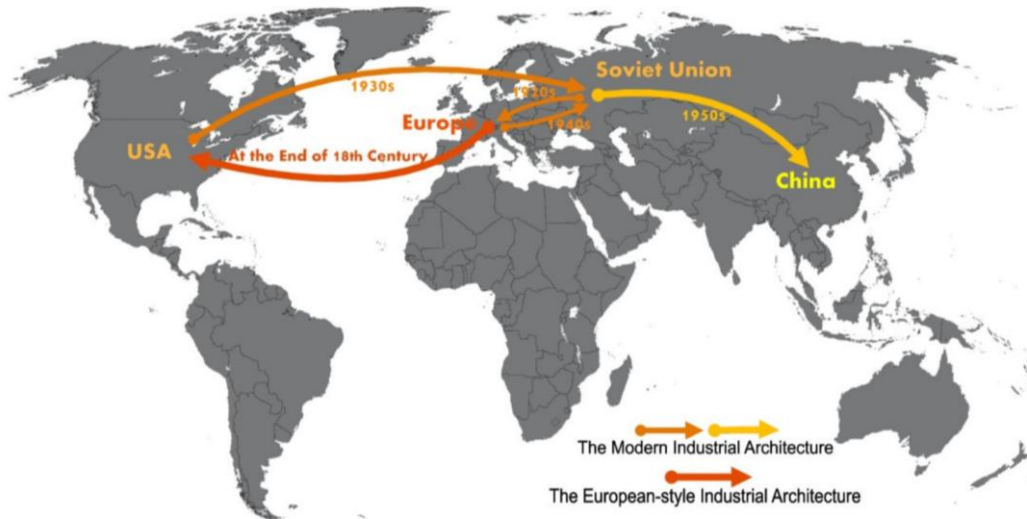 Soviet Union
1930s
1920s
1950s
Europe
1940s
USA
At the End of 18th Century
China
The Modern Industrial Architecture
The European-style Industrial Architecture